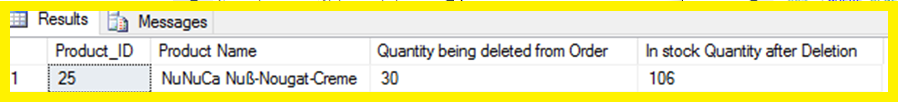 Results Messages
Product_ID Product Name Quantity being deleted from Order In stock Quantity after Deletion
1 25 NuNuCa Nuß-Nougat-Creme 30 106